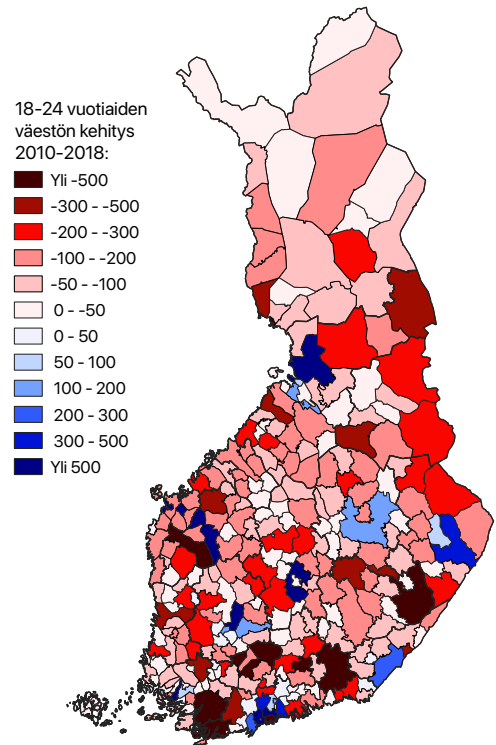 18-24 vuotiaiden
väestön kehitys
2010-2018:
Yli -500
-300 - -500
-200 - -300
-100 - -200
-50 - -100
0 - -50
0 - 50
50 - 100
100 - 200
200 - 300
300 - 500
Yli 500